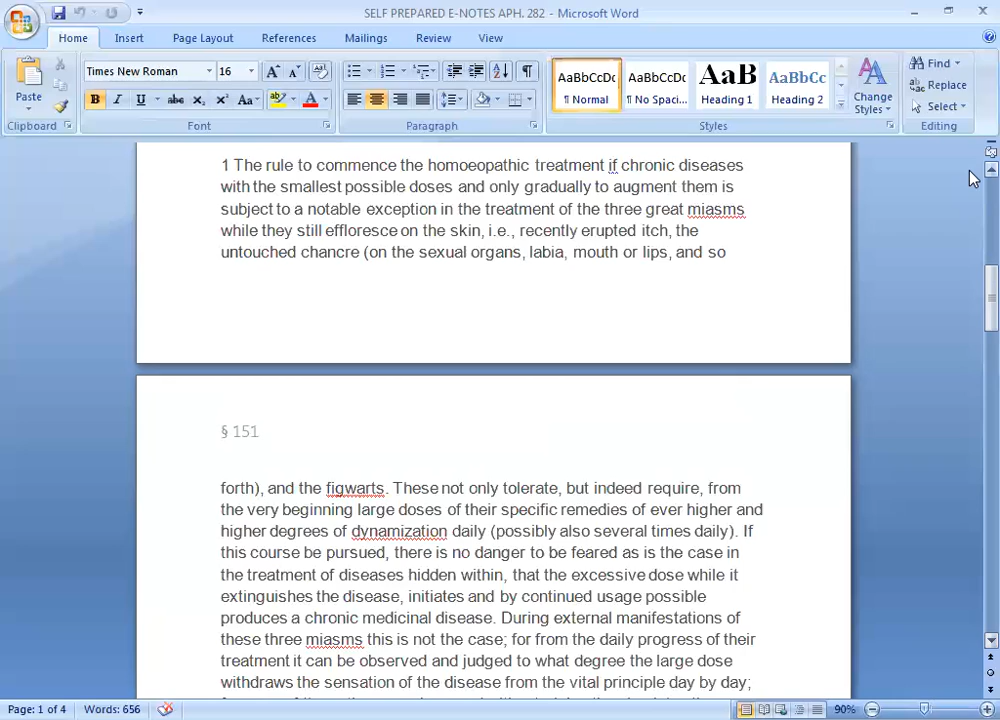 SELF PREPARED E-NOTES APH. 282 - Microsoft Word
Home Insert Page Layout References Mailings Review View
Paste
Clipboard
Times New Roman 16
B I U abc X₂ X² Aa
Font
Paragraph
AaBbCcDc AaBbCcDc AaB AaBbCc
¶ Normal ¶ No Spaci... Heading 1 Heading 2
Change Styles
Styles
Find
Replace
Select
Editing
1 The rule to commence the homoeopathic treatment if chronic diseases
with the smallest possible doses and only gradually to augment them is
subject to a notable exception in the treatment of the three great miasms
while they still effloresce on the skin, i.e., recently erupted itch, the
untouched chancre (on the sexual organs, labia, mouth or lips, and so
§ 151
forth), and the figwarts. These not only tolerate, but indeed require, from
the very beginning large doses of their specific remedies of ever higher and
higher degrees of dynamization daily (possibly also several times daily). If
this course be pursued, there is no danger to be feared as is the case in
the treatment of diseases hidden within, that the excessive dose while it
extinguishes the disease, initiates and by continued usage possible
produces a chronic medicinal disease. During external manifestations of
these three miasms this is not the case; for from the daily progress of their
treatment it can be observed and judged to what degree the large dose
withdraws the sensation of the disease from the vital principle day by day;
Page: 1 of 4 Words: 656 90%